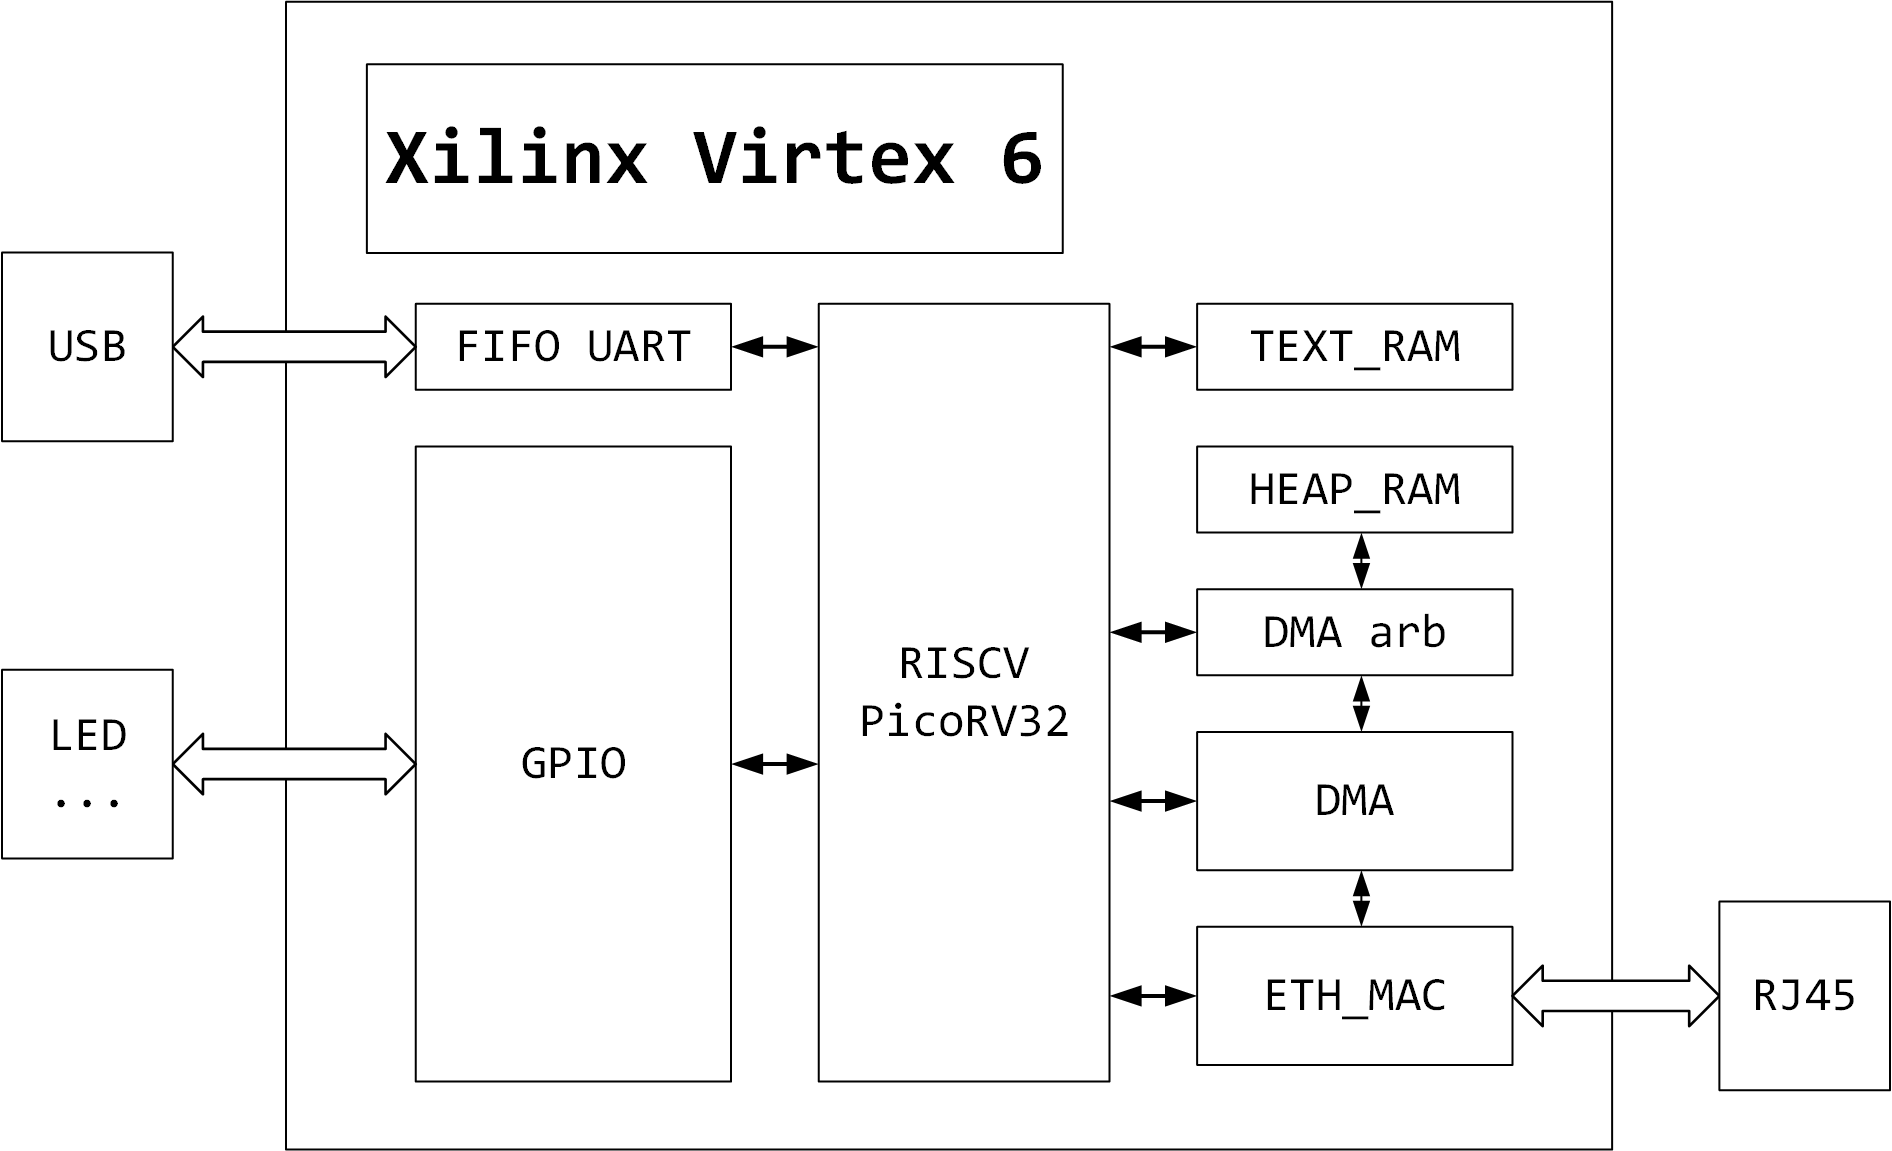 Xilinx Virtex 6
USB
FIFO UART
TEXT_RAM
HEAP_RAM
DMA arb
RISCV
PicoRV32
LED
...
GPIO
DMA
ETH_MAC
RJ45